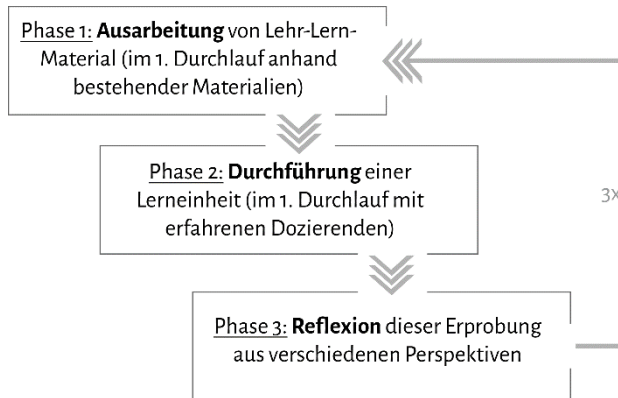 Phase 1: Ausarbeitung von Lehr-Lern-
Material (im 1. Durchlauf anhand
bestehender Materialien)
Phase 2: Durchführung einer
Lerneinheit (im 1. Durchlauf mit
erfahrenen Dozierenden)
3x
Phase 3: Reflexion dieser Erprobung
aus verschiedenen Perspektiven